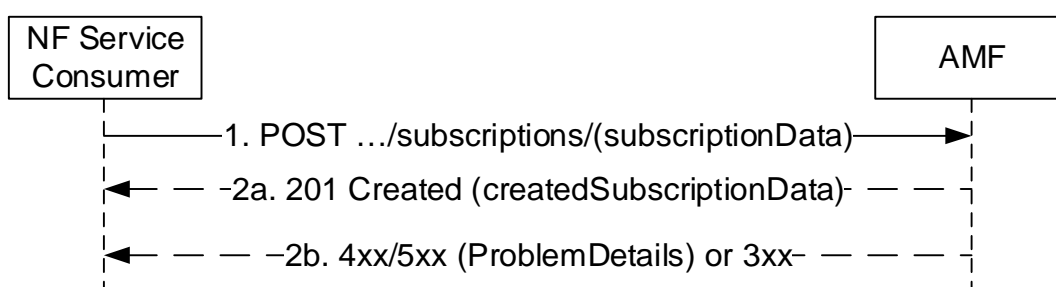 NF Service
Consumer
AMF
1. POST …/subscriptions/(subscriptionData)
2a. 201 Created (createdSubscriptionData)
2b. 4xx/5xx (ProblemDetails) or 3xx